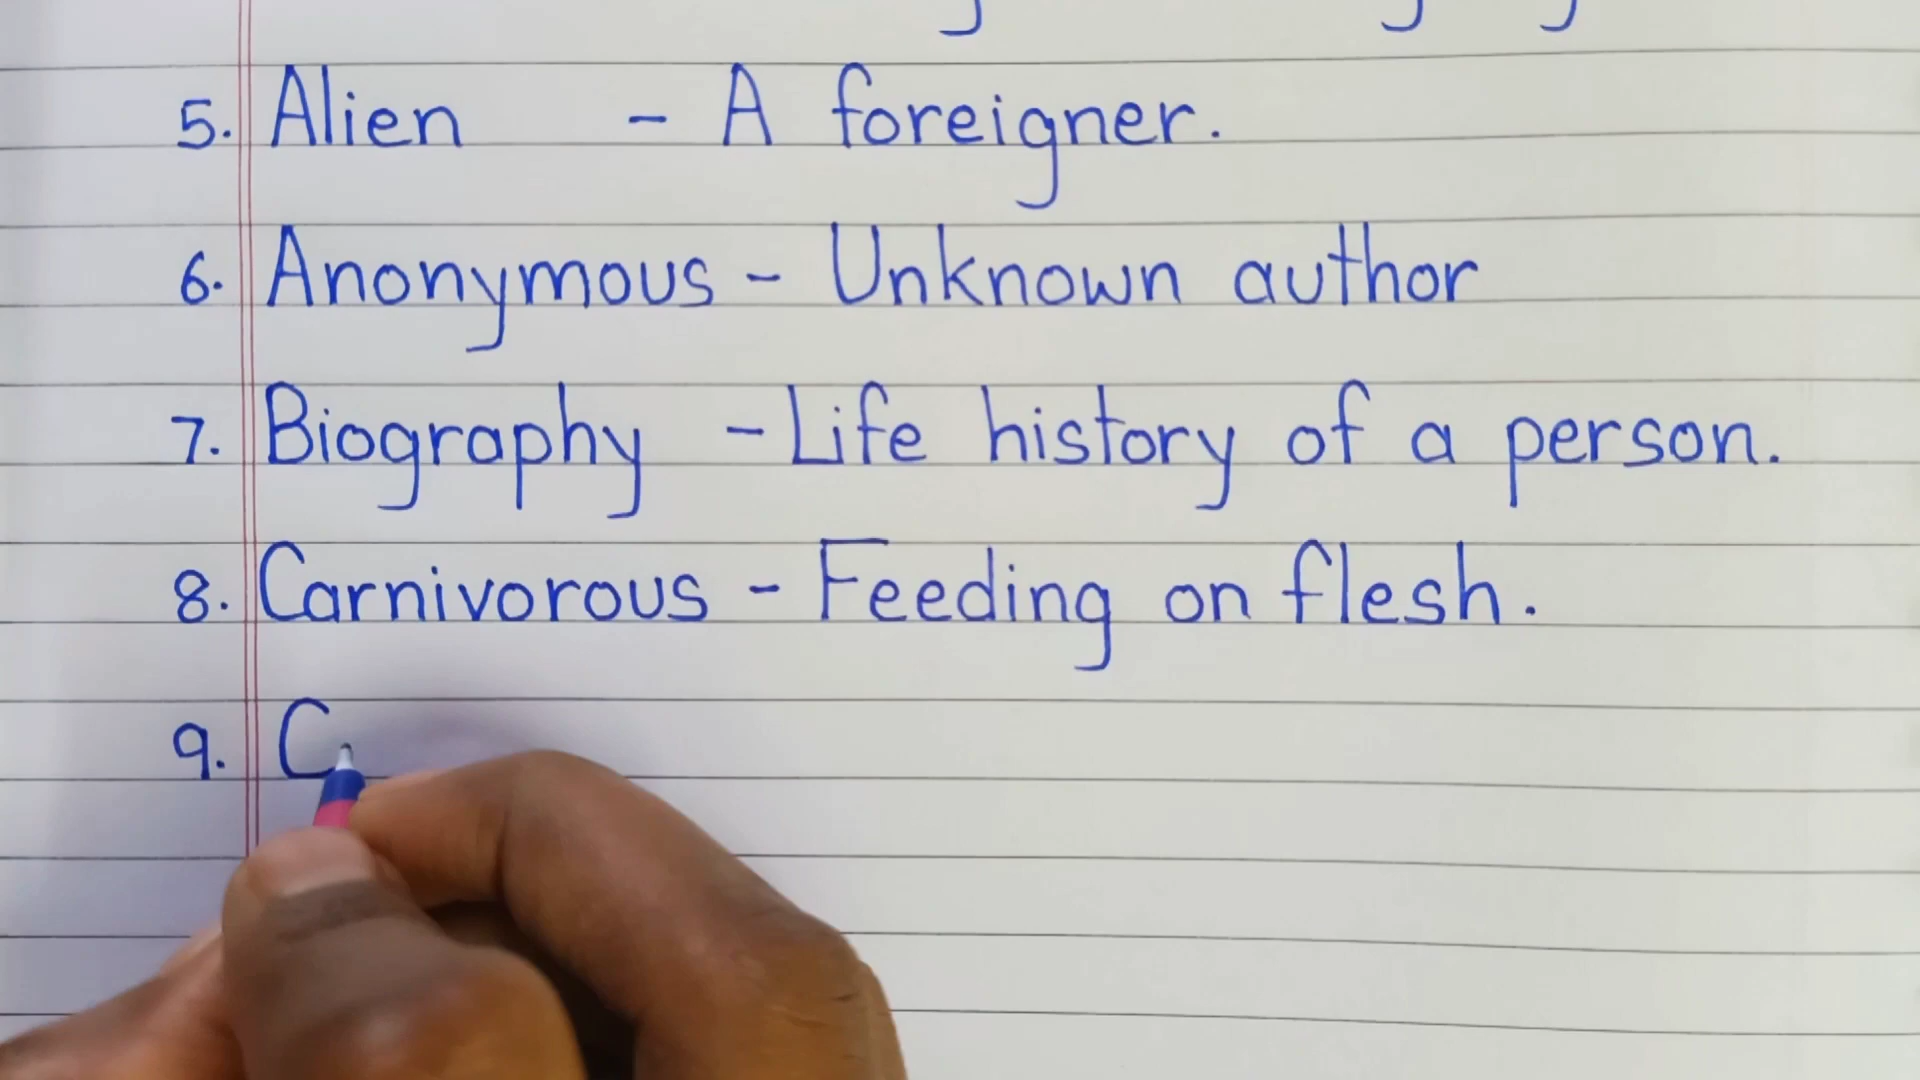 5. Alien - A foreigner.
6. Anonymous - Unknown author
7. Biography - Life history of a person.
8. Carnivorous - Feeding on flesh.
9. C